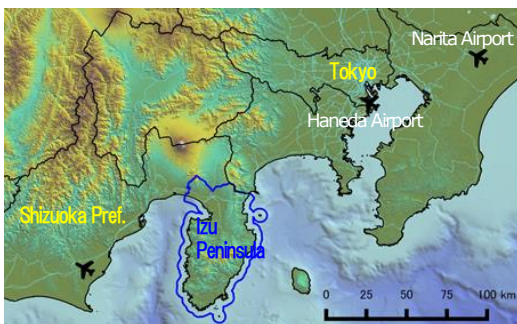 Narita Airport
Tokyo
Haneda Airport
Shizuoka Pref.
Izu
Peninsula
0 25 50 75 100 km